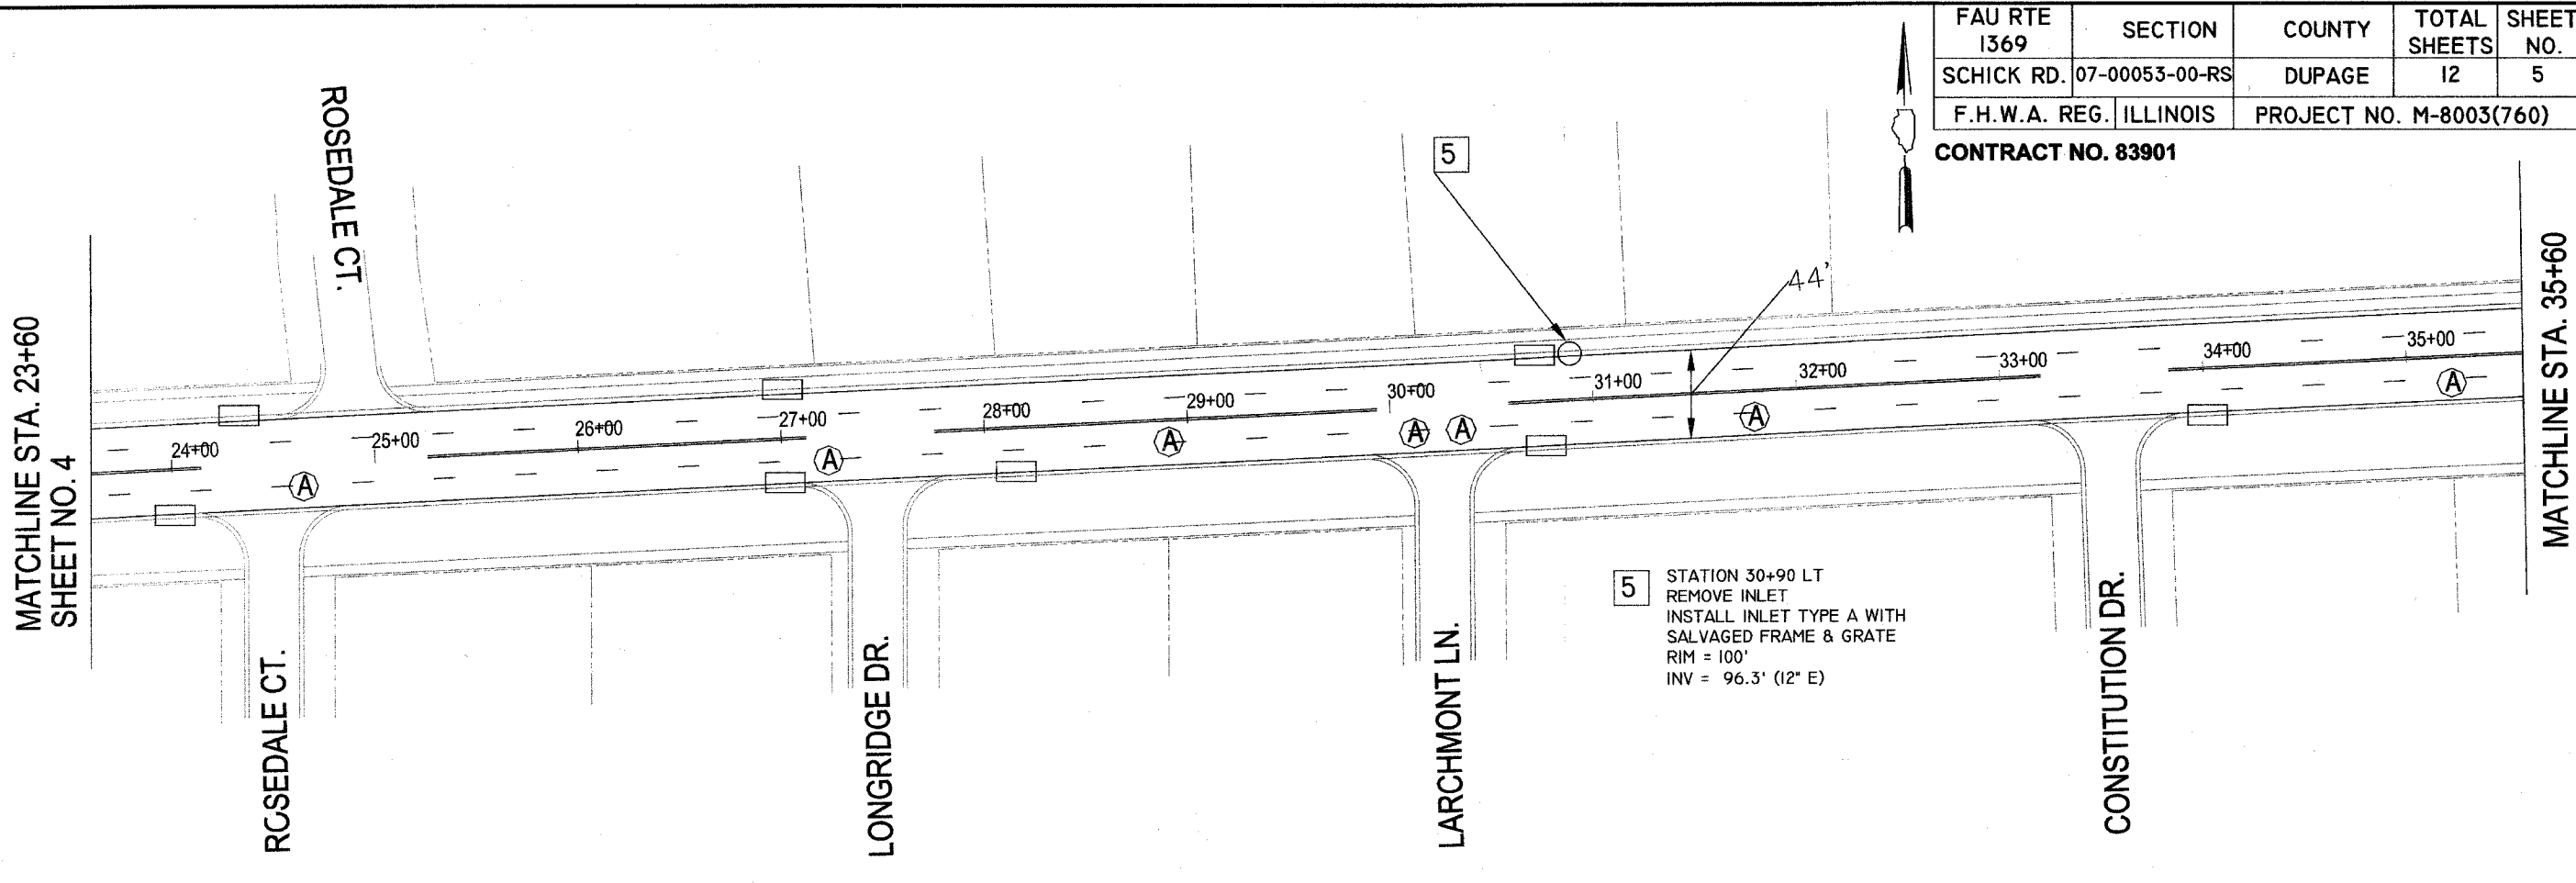 FAU RTE 1369 SECTION COUNTY TOTAL SHEETS SHEET NO.
SCHICK RD. 07-00053-00-RS DUPAGE 12 5
F.H.W.A. REG. ILLINOIS PROJECT NO. M-8003(760)
CONTRACT NO. 83901
ROSEDALE CT.
5
44'
MATCHLINE STA. 23+60
SHEET NO. 4
MATCHLINE STA. 35+60
24+00
25+00
26+00
27+00
28+00
29+00
30+00
31+00
32+00
33+00
34+00
35+00
A
A
A
A
A
A
A
5
STATION 30+90 LT
REMOVE INLET
INSTALL INLET TYPE A WITH
SALVAGED FRAME & GRATE
RIM = 100'
INV = 96.3' (12" E)
ROSEDALE CT.
LONGRIDGE DR.
LARCHMONT LN.
CONSTITUTION DR.